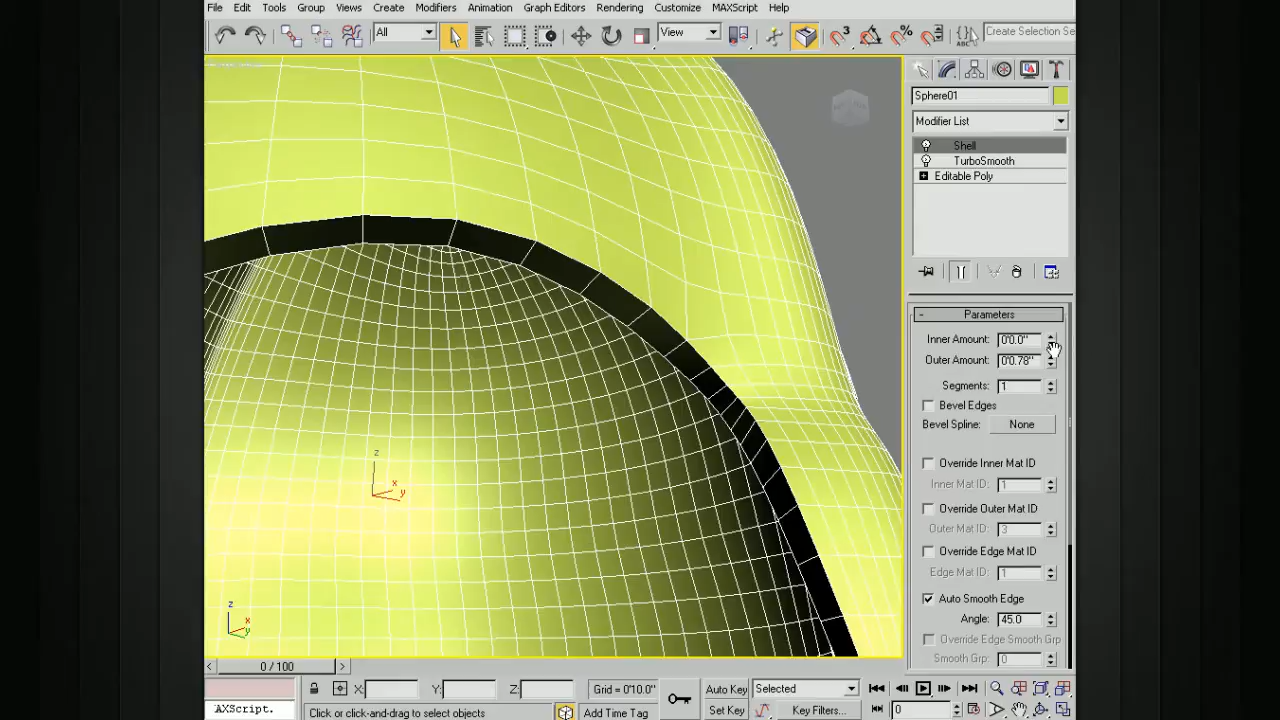 File Edit Tools Group Views Create Modifiers Animation Graph Editors Rendering Customize MAXScript Help
All View 3 % ABC Create Selection Se
Sphere01
Modifier List
Shell
TurboSmooth
Editable Poly
- Parameters
Inner Amount: 0'0.0"
Outer Amount: 0'0.78"
Segments: 1
Bevel Edges
Bevel Spline: None
Override Inner Mat ID
Inner Mat ID: 1
Override Outer Mat ID
Outer Mat ID: 3
Override Edge Mat ID
Edge Mat ID: 1
Auto Smooth Edge
Angle: 45.0
Override Edge Smooth Grp
Smooth Grp: 0
z
x
y
z
x
y
< 0 / 100 >
X: Y: Z: Grid = 0'10.0" Auto Key Selected
AXScript. Click or click-and-drag to select objects Add Time Tag Set Key Key Filters... 0